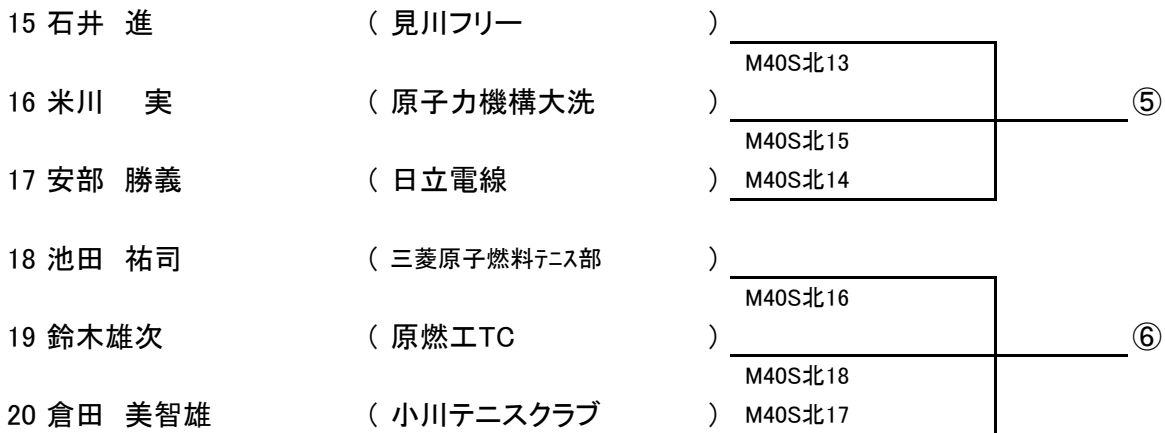 15 石井 進 ( 見川フリー )
M40S北13
16 米川 実 ( 原子力機構大洗 ) ⑤
M40S北15
17 安部 勝義 ( 日立電線 ) M40S北14
18 池田 祐司 ( 三菱原子燃料テニス部 )
M40S北16
19 鈴木雄次 ( 原燃工TC ) ⑥
M40S北18
20 倉田 美智雄 ( 小川テニスクラブ ) M40S北17